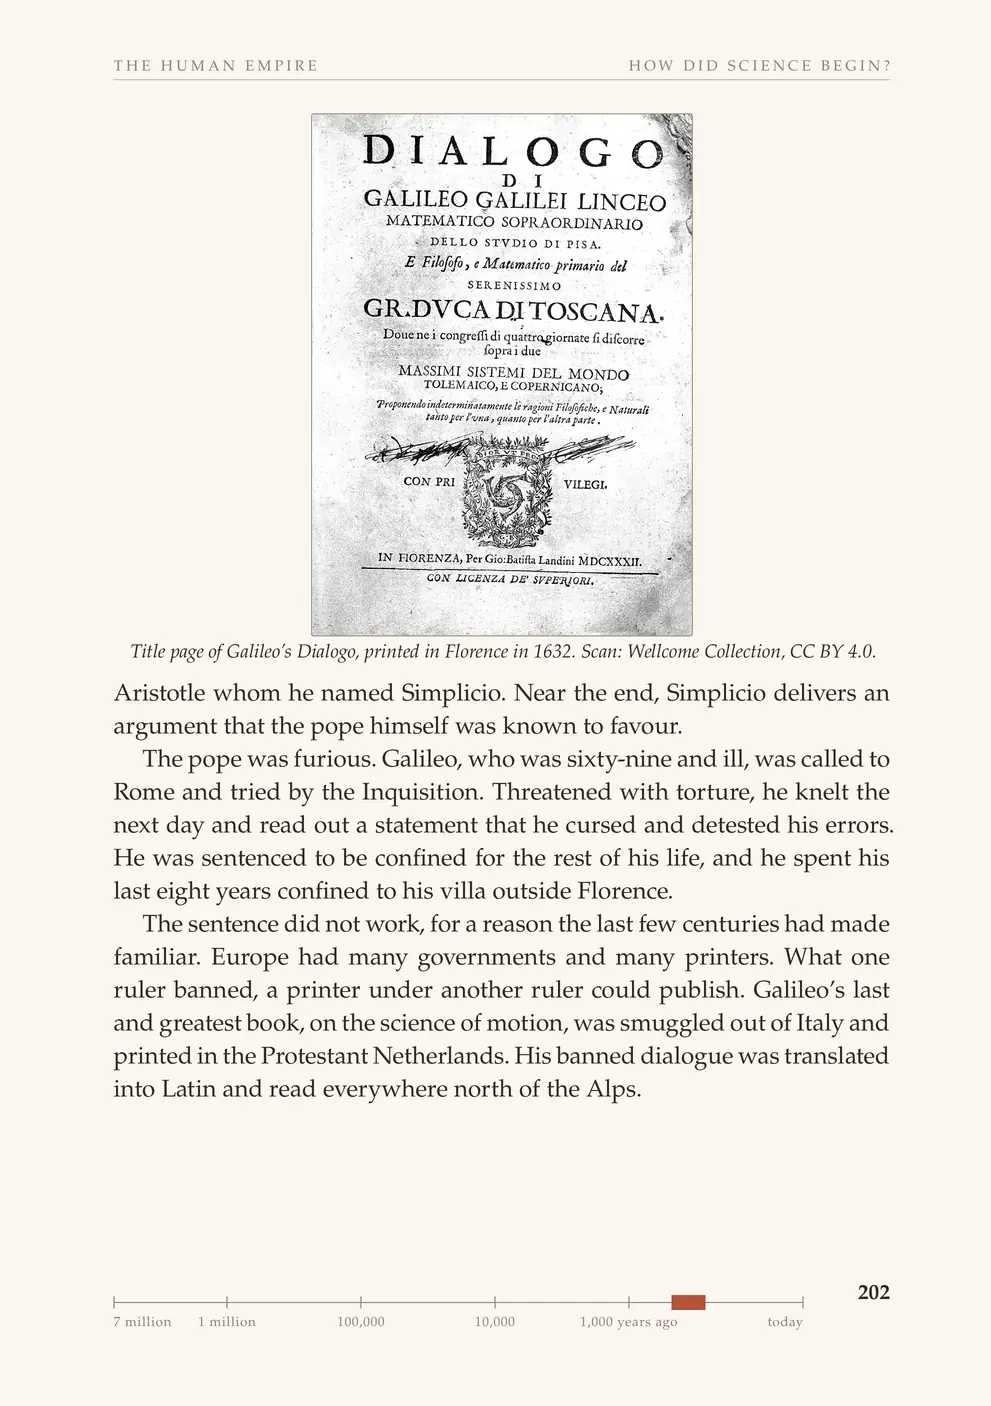 THE HUMAN EMPIRE
HOW DID SCIENCE BEGIN?
DIALOGO
DI
GALILEO GALILEI LINCEO
MATEMATICO SOPRAORDINARIO
DELLO STVDIO DI PISA.
E Filosofo, e Matematico primario del
SERENISSIMO
GR.DVCA DI TOSCANA.
Doue ne i congressi di quattro giornate si discorre
sopra i due
MASSIMI SISTEMI DEL MONDO
TOLEMAICO, E COPERNICANO;
Proponendo indeterminatamente le ragioni Filosofiche, e Naturali
tanto per l'vna, quanto per l'altra parte.
CON PRI VILEGI.
IN FIORENZA, Per Gio:Batista Landini MDCXXXII.
CON LICENZA DE' SVPERIORI.
Title page of Galileo’s Dialogo, printed in Florence in 1632. Scan: Wellcome Collection, CC BY 4.0.
Aristotle whom he named Simplicio. Near the end, Simplicio delivers an
argument that the pope himself was known to favour.
The pope was furious. Galileo, who was sixty-nine and ill, was called to
Rome and tried by the Inquisition. Threatened with torture, he knelt the
next day and read out a statement that he cursed and detested his errors.
He was sentenced to be confined for the rest of his life, and he spent his
last eight years confined to his villa outside Florence.
The sentence did not work, for a reason the last few centuries had made
familiar. Europe had many governments and many printers. What one
ruler banned, a printer under another ruler could publish. Galileo’s last
and greatest book, on the science of motion, was smuggled out of Italy and
printed in the Protestant Netherlands. His banned dialogue was translated
into Latin and read everywhere north of the Alps.
202
7 million 1 million 100,000 10,000 1,000 years ago today